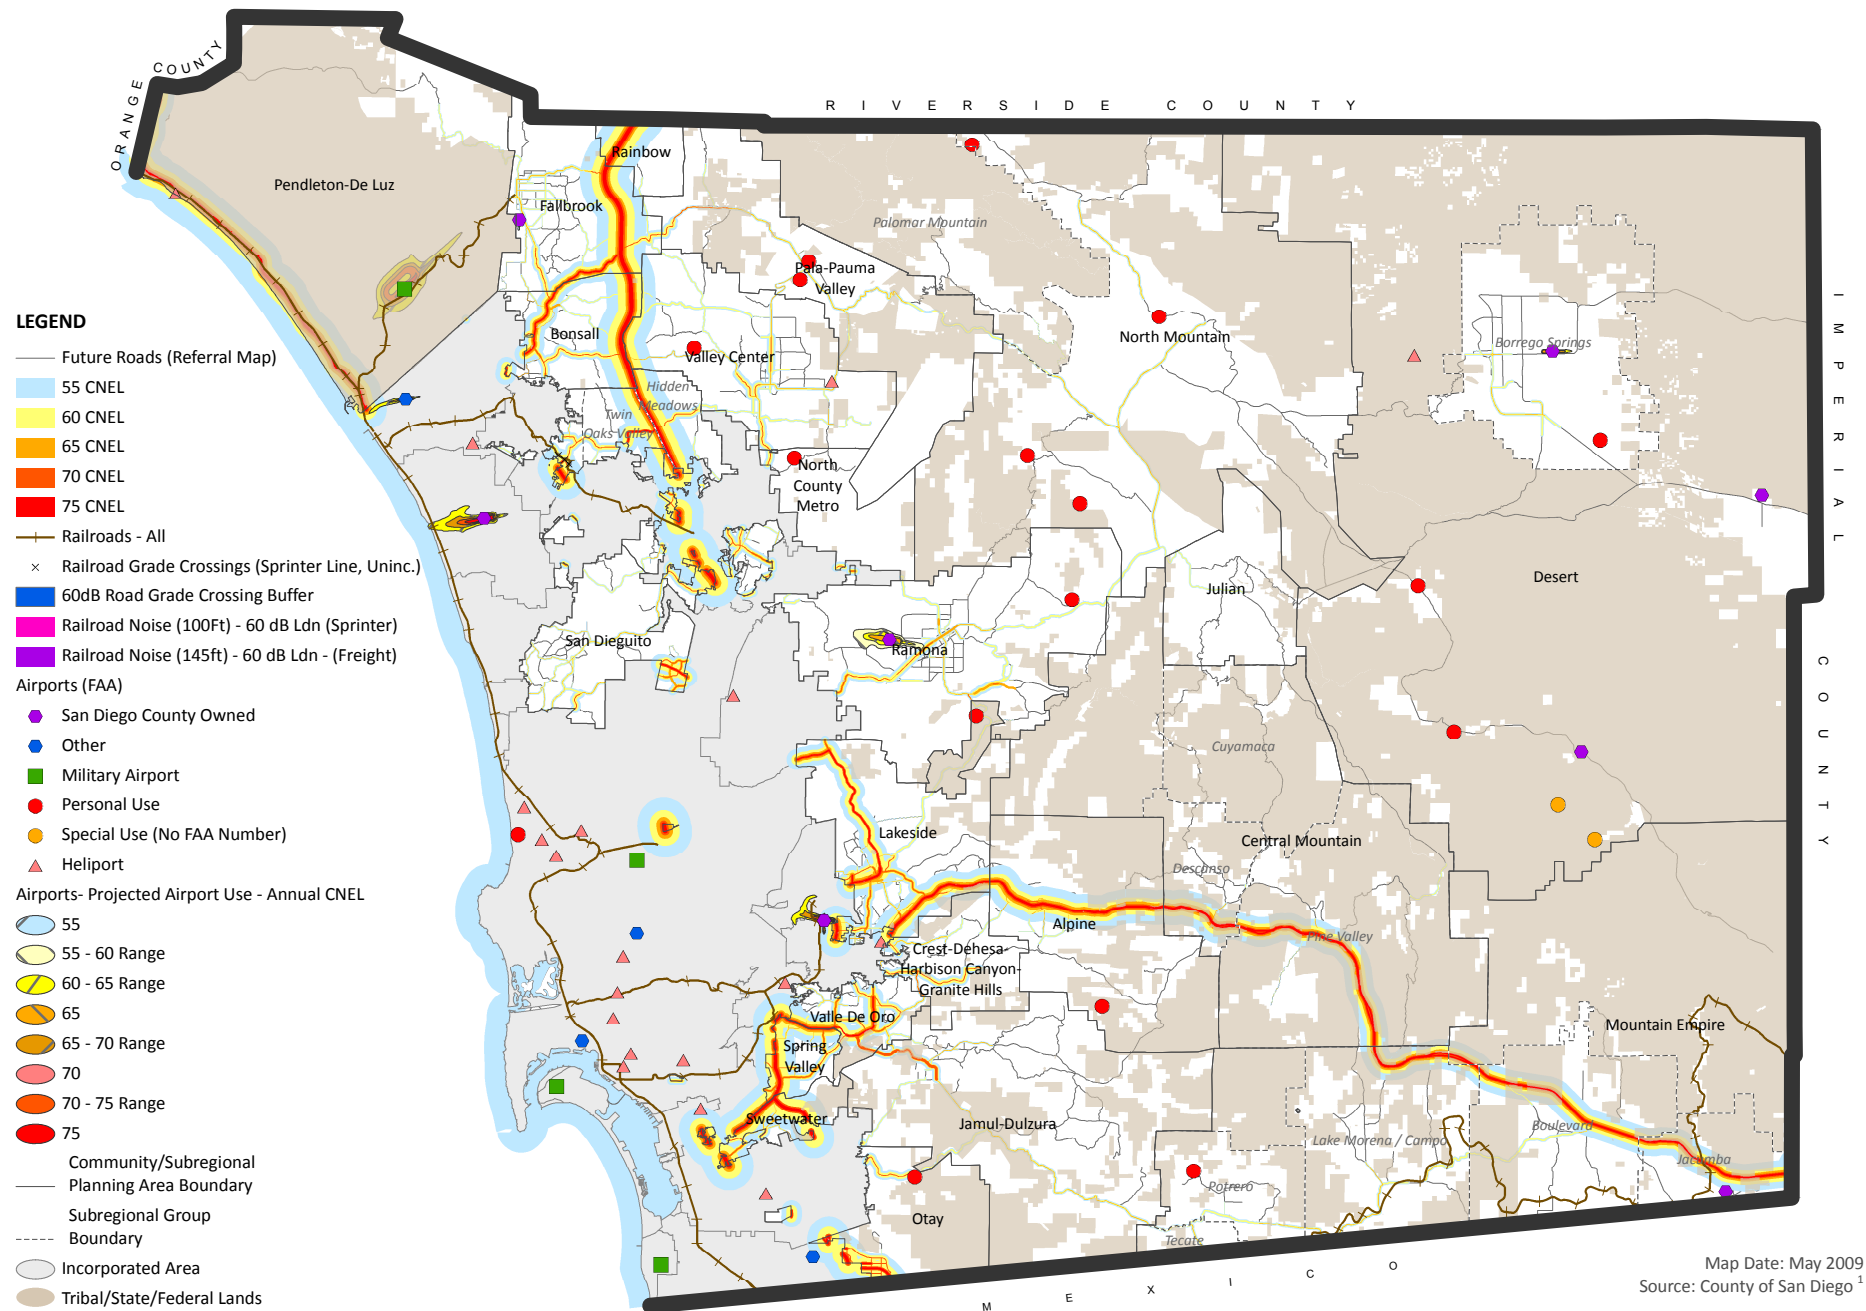 ORANGE COUNTY
RIVERSIDE COUNTY
IMPERIAL COUNTY
MEXICO
LEGEND
Future Roads (Referral Map)
55 CNEL
60 CNEL
65 CNEL
70 CNEL
75 CNEL
Railroads - All
Railroad Grade Crossings (Sprinter Line, Uninc.)
60dB Road Grade Crossing Buffer
Railroad Noise (100Ft) - 60 dB Ldn (Sprinter)
Railroad Noise (145ft) - 60 dB Ldn - (Freight)
Airports (FAA)
San Diego County Owned
Other
Military Airport
Personal Use
Special Use (No FAA Number)
Heliport
Airports- Projected Airport Use - Annual CNEL
55
55 - 60 Range
60 - 65 Range
65
65 - 70 Range
70
70 - 75 Range
75
Community/Subregional
Planning Area Boundary
Subregional Group
Boundary
Incorporated Area
Tribal/State/Federal Lands
Rainbow
Pendleton-De Luz
Fallbrook
Palomar Mountain
Pala-Pauma
Valley
Bonsall
Valley Center
North Mountain
Borrego Springs
Hidden
Meadows
Twin
Oaks Valley
North
County
Metro
Desert
Julian
San Dieguito
Ramona
Cuyamaca
Lakeside
Central Mountain
Descanso
Alpine
Pine Valley
Crest-Dehesa-
Harbison Canyon-
Granite Hills
Valle De Oro
Mountain Empire
Spring
Valley
Sweetwater
Jamul-Dulzura
Lake Morena / Campo
Boulevard
Jacumba
Potrero
Otay
Tecate
Map Date: May 2009
Source: County of San Diego 1